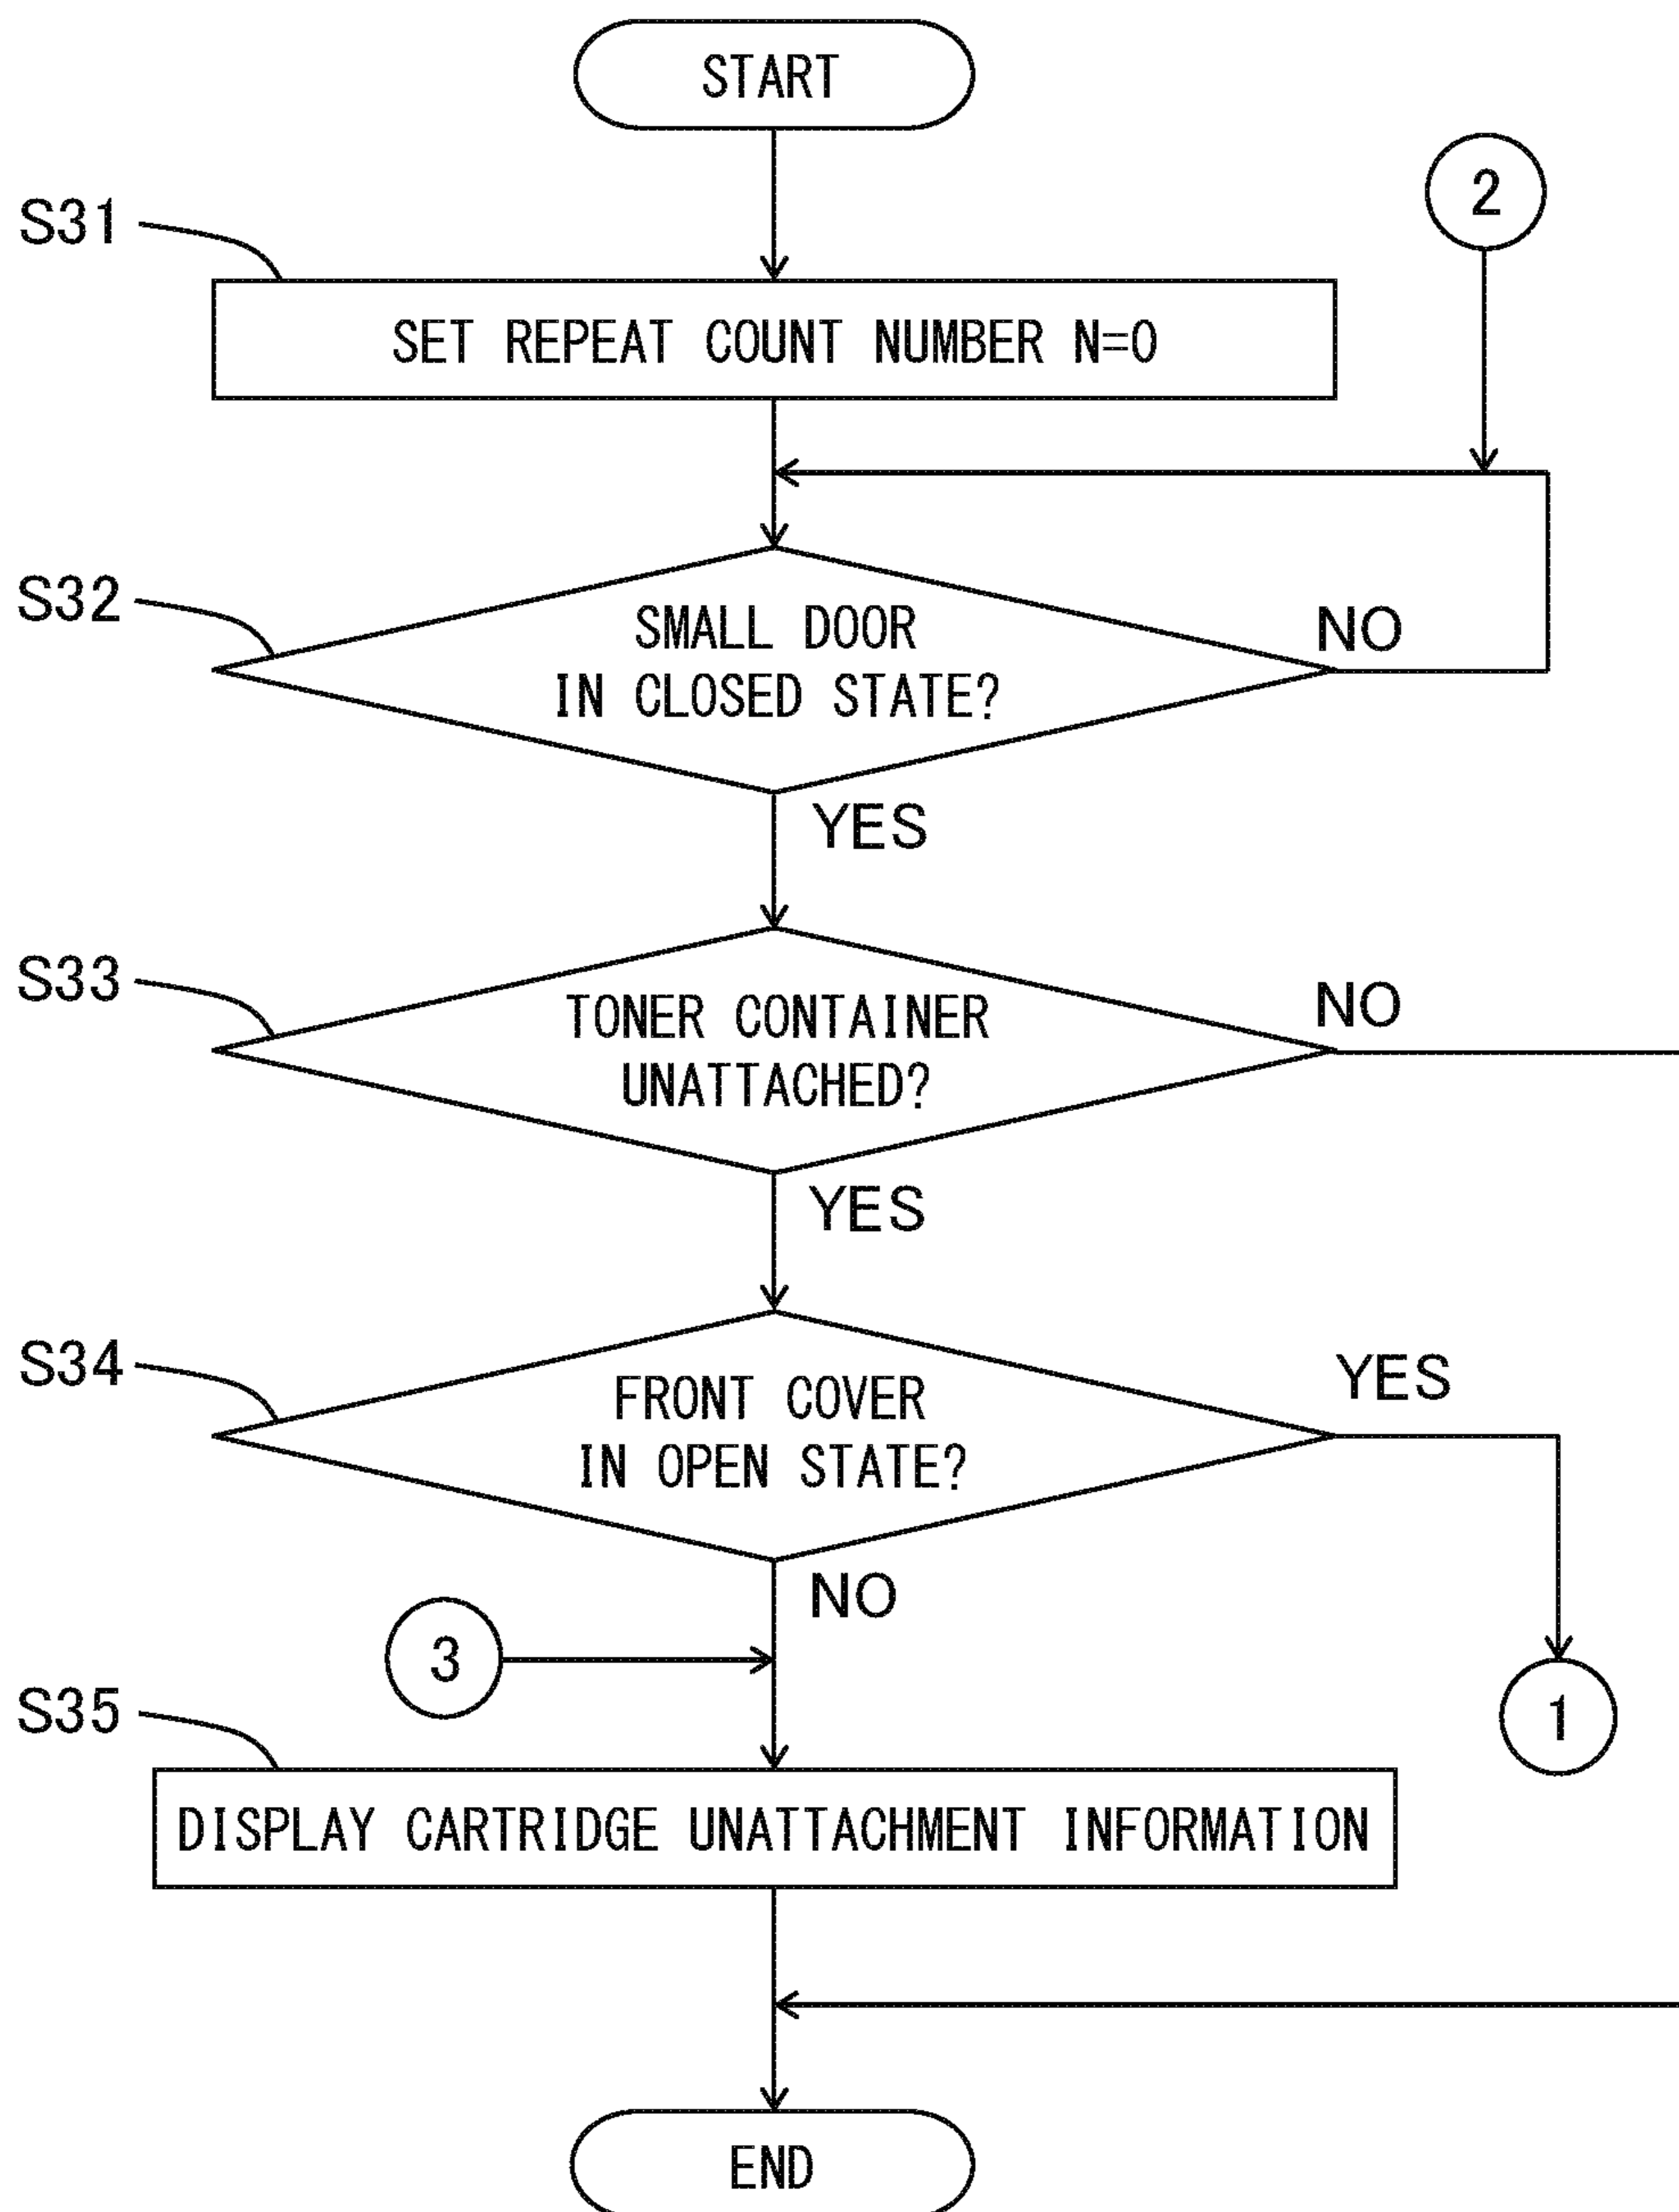 START
2
S31
SET REPEAT COUNT NUMBER N=0
S32
SMALL DOOR
IN CLOSED STATE?
NO
YES
S33
TONER CONTAINER
UNATTACHED?
NO
YES
S34
FRONT COVER
IN OPEN STATE?
YES
NO
3
1
S35
DISPLAY CARTRIDGE UNATTACHMENT INFORMATION
END